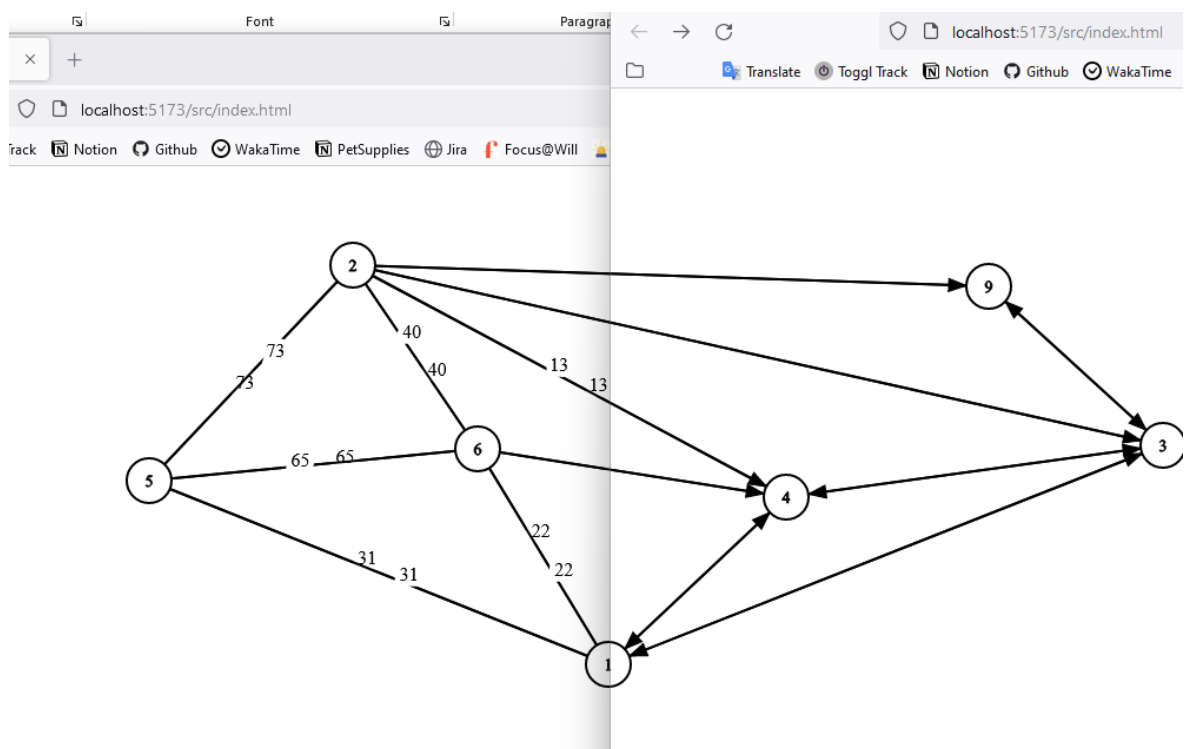 Font
Paragrap
localhost:5173/src/index.html
Translate
Toggl Track
Notion
Github
WakaTime
localhost:5173/src/index.html
Track
Notion
Github
WakaTime
PetSupplies
Jira
Focus@Will
2
9
40
73
40
13
73
13
6
3
65
65
5
4
22
31
22
31
1